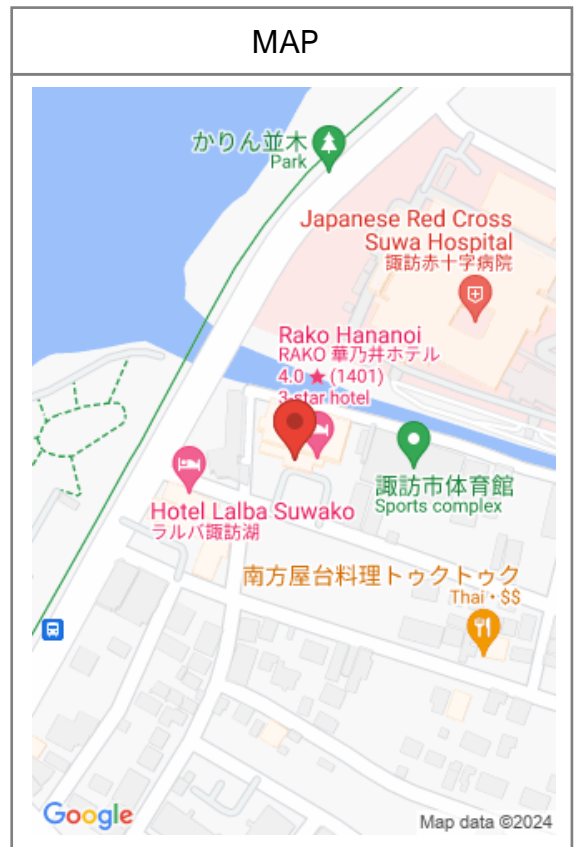 MAP
かりん並木
Park
Japanese Red Cross
Suwa Hospital
諏訪赤十字病院
Rako Hananoi
RAKO 華乃井ホテル
4.0 ★ (1401)
3-star hotel
諏訪市体育館
Sports complex
Hotel Lalba Suwako
ラルバ諏訪湖
南方屋台料理トゥクトゥク
Thai • $$
Google
Map data ©2024